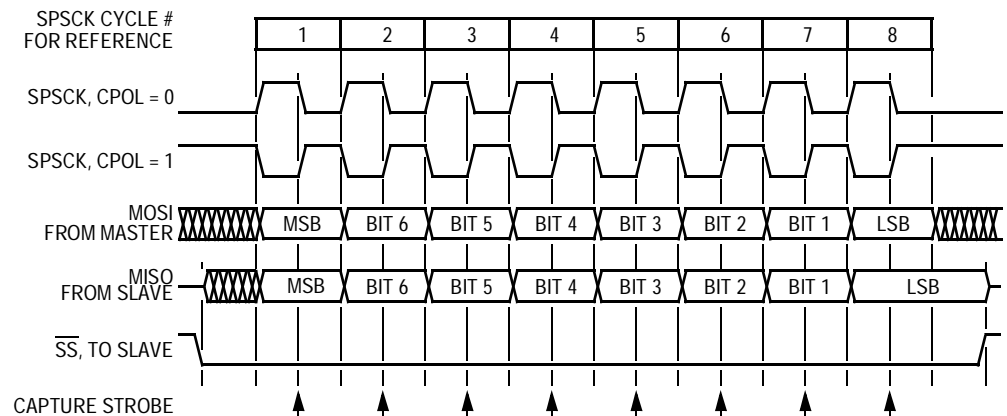 SPSCK CYCLE #
FOR REFERENCE
1 2 3 4 5 6 7 8
SPSCK, CPOL = 0
SPSCK, CPOL = 1
MOSI
FROM MASTER
MSB BIT 6 BIT 5 BIT 4 BIT 3 BIT 2 BIT 1 LSB
MISO
FROM SLAVE
MSB BIT 6 BIT 5 BIT 4 BIT 3 BIT 2 BIT 1 LSB
SS, TO SLAVE
CAPTURE STROBE